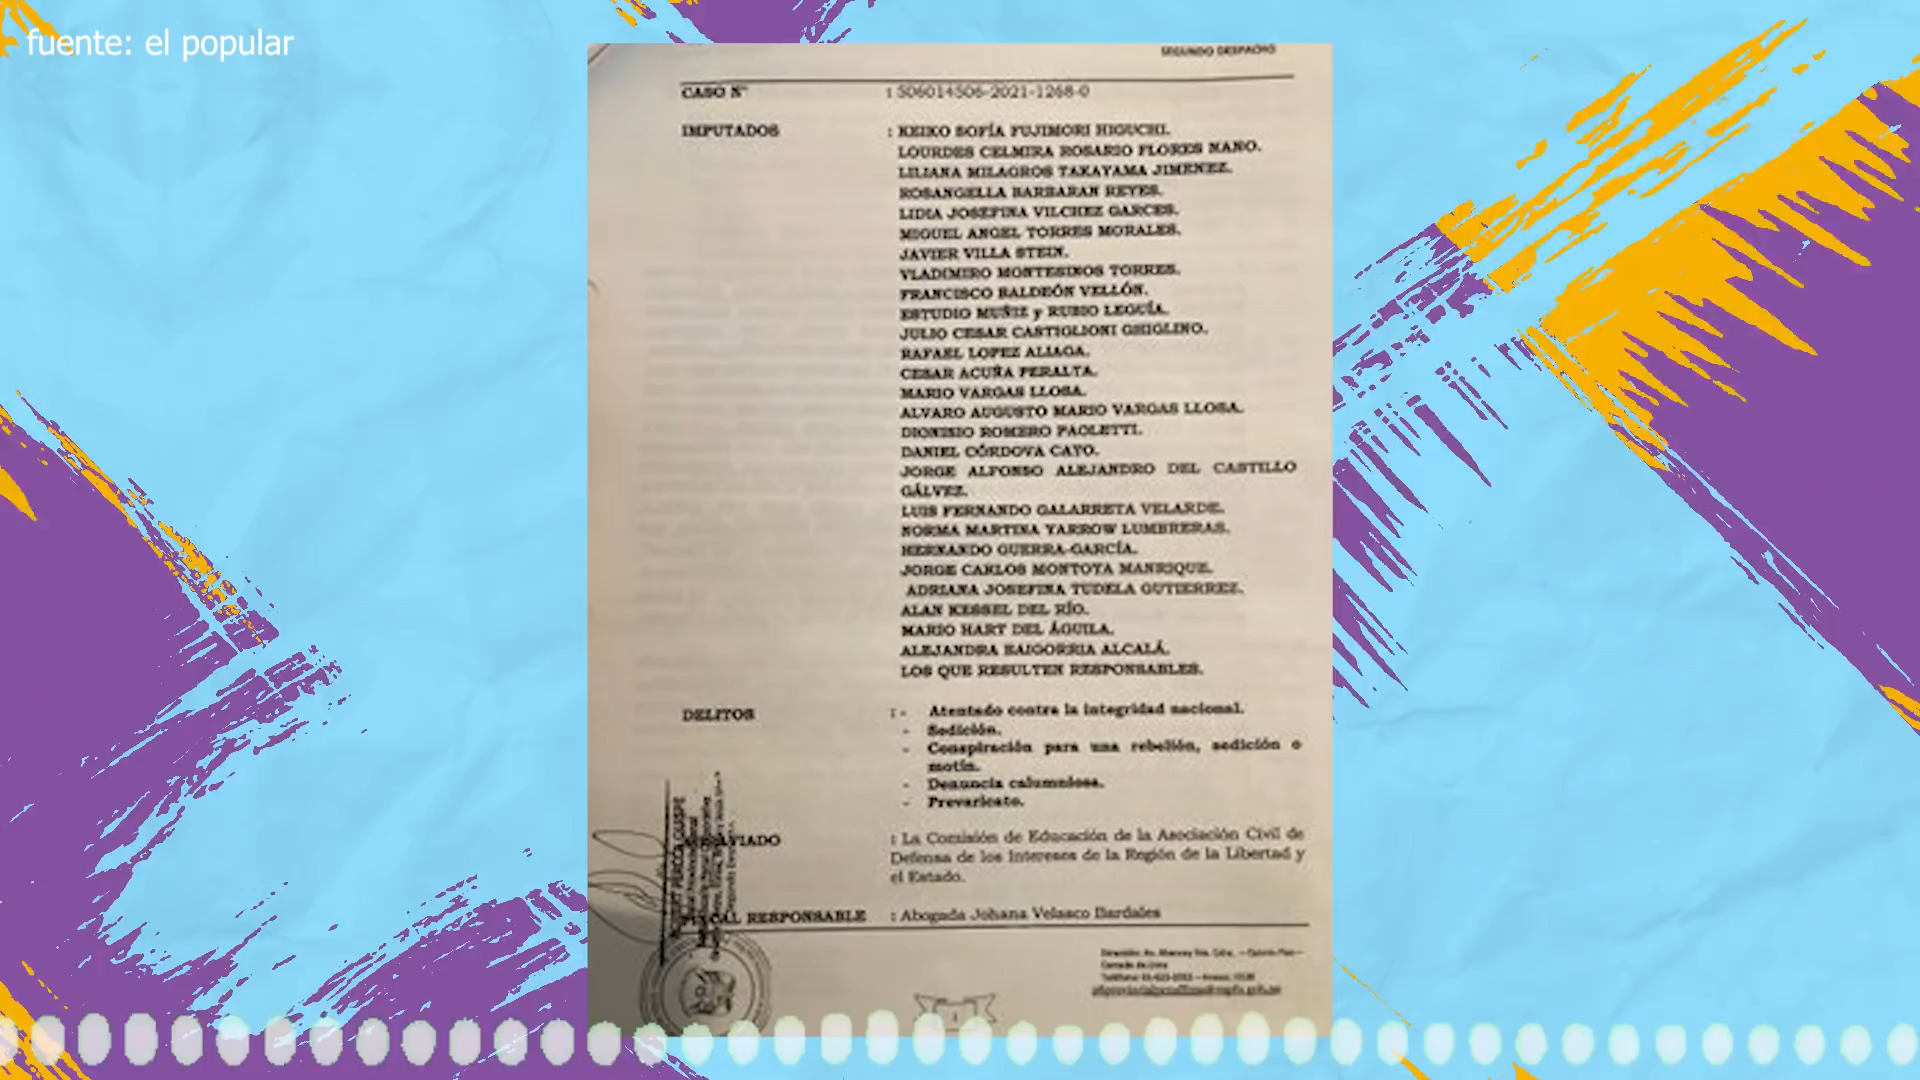 fuente: el popular
SEGUNDO DESPACHO
CASO N° : 506014506-2021-1268-0
IMPUTADOS : KEIKO SOFÍA FUJIMORI HIGUCHI.
LOURDES CELMIRA ROSARIO FLORES NANO.
LILIANA MILAGROS TAKAYAMA JIMENEZ.
ROSANGELLA BARBARAN REYES.
LIDIA JOSEFINA VILCHEZ GARCES.
MIGUEL ANGEL TORRES MORALES.
JAVIER VILLA STEIN.
VLADIMIRO MONTESINOS TORRES.
FRANCISCO BALDEÓN VELLÓN.
ESTUDIO MUÑIZ y RUBIO LEGUÍA.
JULIO CESAR CASTIGLIONI GHIGLINO.
RAFAEL LOPEZ ALIAGA.
CESAR ACUÑA PERALTA.
MARIO VARGAS LLOSA.
ALVARO AUGUSTO MARIO VARGAS LLOSA.
DIONISIO ROMERO PAOLETTI.
DANIEL CÓRDOVA CAYO.
JORGE ALFONSO ALEJANDRO DEL CASTILLO
GÁLVEZ.
LUIS FERNANDO GALARRETA VELARDE.
NORMA MARTINA YARROW LUMBRERAS.
HERNANDO GUERRA-GARCÍA.
JORGE CARLOS MONTOYA MANRIQUE.
ADRIANA JOSEFINA TUDELA GUTIERREZ.
ALAN KESSEL DEL RÍO.
MARIO HART DEL ÁGUILA.
ALEJANDRA BAIGORRIA ALCALÁ.
LOS QUE RESULTEN RESPONSABLES.
DELITOS : - Atentado contra la integridad nacional.
- Sedición.
- Conspiración para una rebelión, sedición o
motín.
- Denuncia calumniosa.
- Prevaricato.
: La Comisión de Educación de la Asociación Civil de
Defensa de los Intereses de la Región de la Libertad y
el Estado.
RESPONSABLE : Abogada Johana Velasco Bardales
Cercado de Lima
1